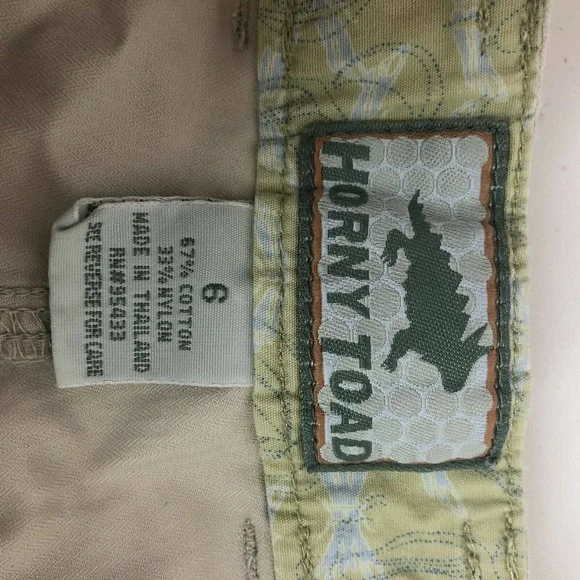 HORNY TOAD
6
67% COTTON
33% NYLON
MADE IN THAILAND
RN#95433
SEE REVERSE FOR CARE